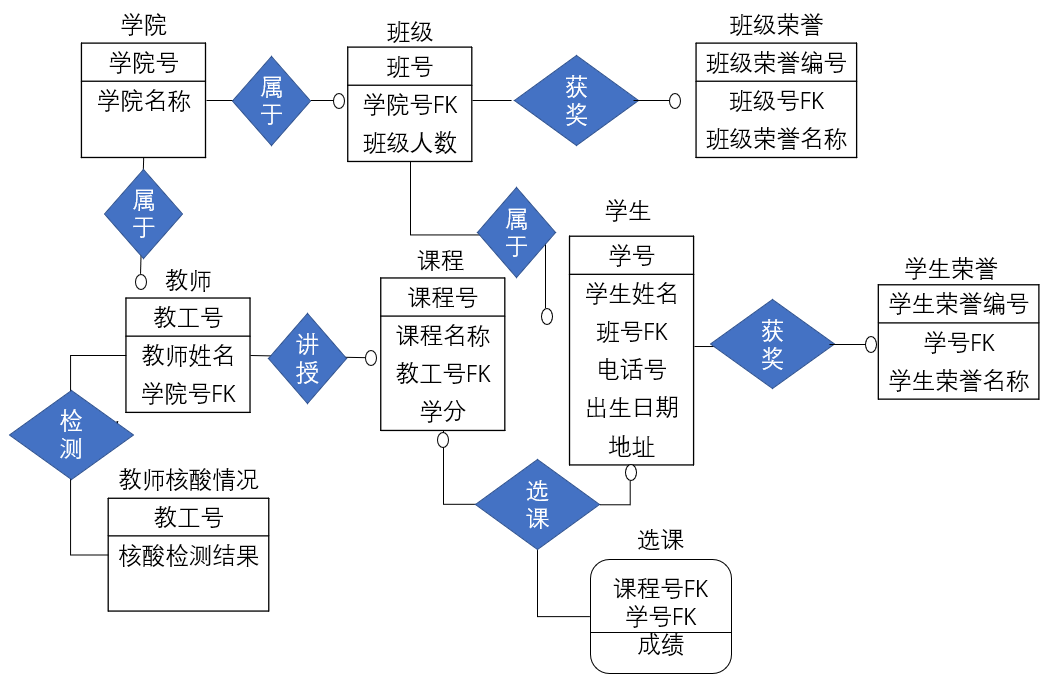 学院
学院号
学院名称
属
于
班级
班号
学院号FK
班级人数
获
奖
班级荣誉
班级荣誉编号
班级号FK
班级荣誉名称
属
于
属
于
教师
教工号
教师姓名
学院号FK
讲
授
课程
课程号
课程名称
教工号FK
学分
学生
学号
学生姓名
班号FK
电话号
出生日期
地址
获
奖
学生荣誉
学生荣誉编号
学号FK
学生荣誉名称
检
测
教师核酸情况
教工号
核酸检测结果
选
课
选课
课程号FK
学号FK
成绩